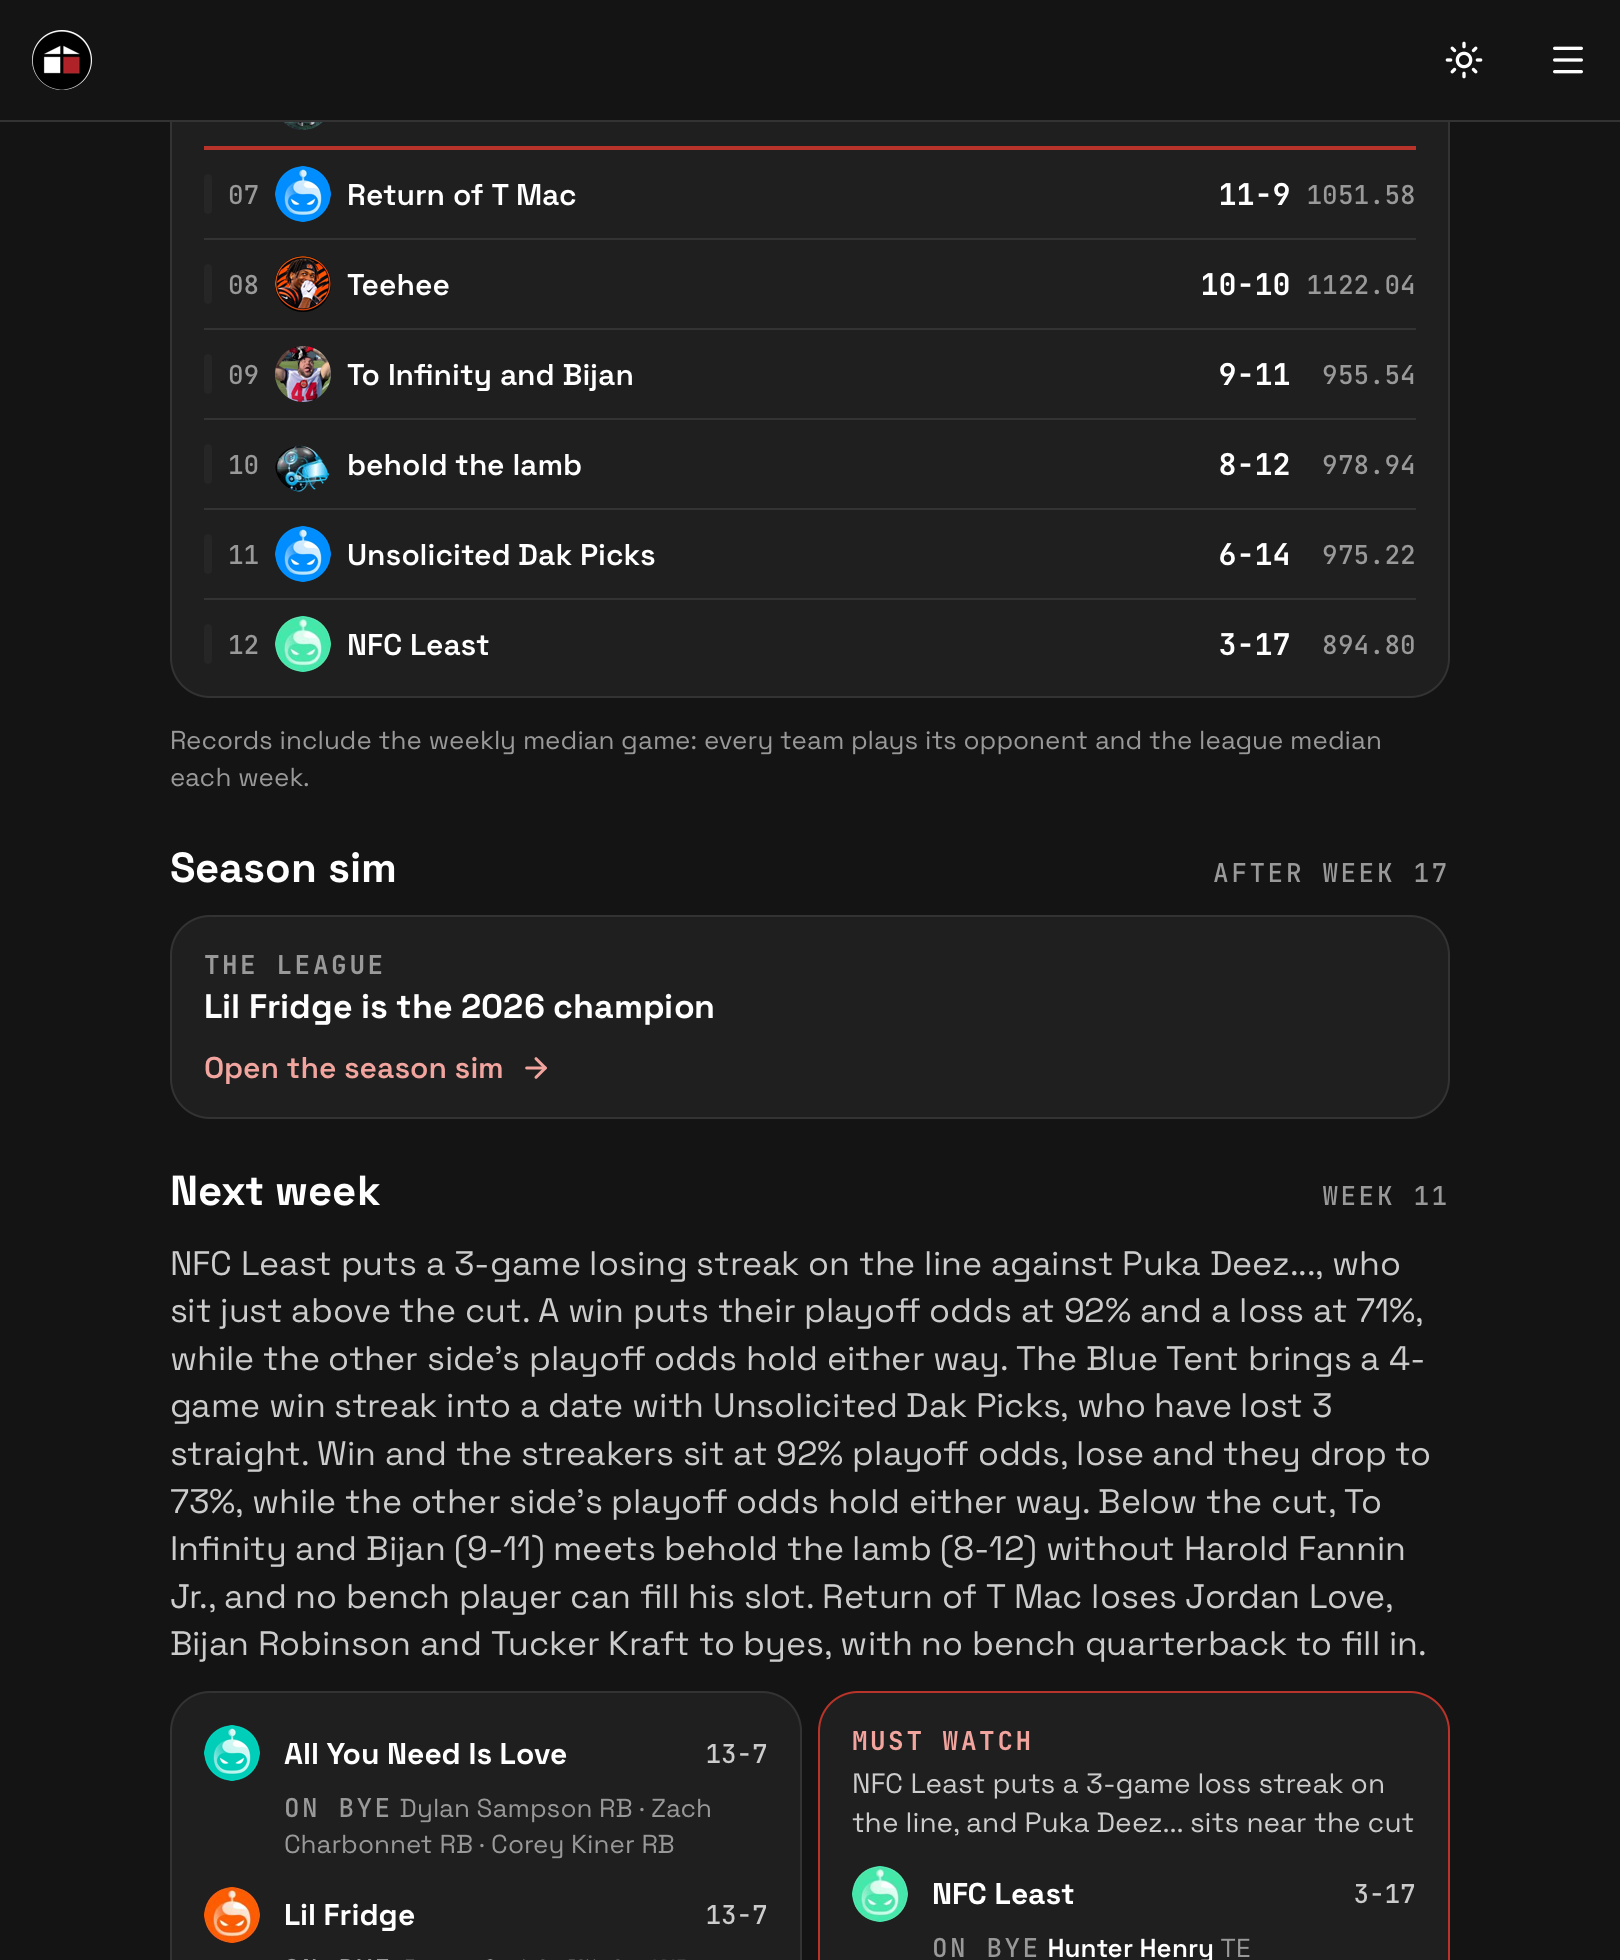 07 Return of T Mac 11-9 1051.58
08 Teehee 10-10 1122.04
09 To Infinity and Bijan 9-11 955.54
10 behold the lamb 8-12 978.94
11 Unsolicited Dak Picks 6-14 975.22
12 NFC Least 3-17 894.80
Records include the weekly median game: every team plays its opponent and the league median
each week.
Season sim AFTER WEEK 17
THE LEAGUE
Lil Fridge is the 2026 champion
Open the season sim →
Next week WEEK 11
NFC Least puts a 3-game losing streak on the line against Puka Deez..., who
sit just above the cut. A win puts their playoff odds at 92% and a loss at 71%,
while the other side’s playoff odds hold either way. The Blue Tent brings a 4-
game win streak into a date with Unsolicited Dak Picks, who have lost 3
straight. Win and the streakers sit at 92% playoff odds, lose and they drop to
73%, while the other side’s playoff odds hold either way. Below the cut, To
Infinity and Bijan (9-11) meets behold the lamb (8-12) without Harold Fannin
Jr., and no bench player can fill his slot. Return of T Mac loses Jordan Love,
Bijan Robinson and Tucker Kraft to byes, with no bench quarterback to fill in.
All You Need Is Love 13-7
ON BYE Dylan Sampson RB · Zach
Charbonnet RB · Corey Kiner RB
Lil Fridge 13-7
MUST WATCH
NFC Least puts a 3-game loss streak on
the line, and Puka Deez... sits near the cut
NFC Least 3-17
ON BYE Hunter Henry TE